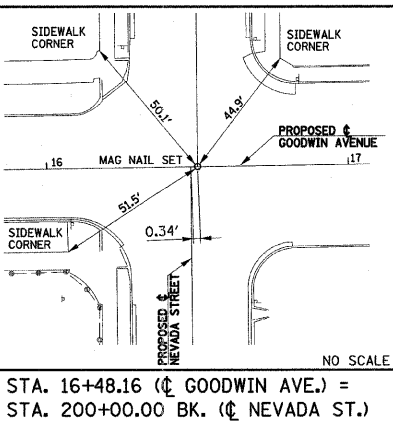 SIDEWALK
CORNER
SIDEWALK
CORNER
50.1'
44.9'
PROPOSED ℄
GOODWIN AVENUE
16
MAG NAIL SET
17
51.5'
SIDEWALK
CORNER
0.34'
PROPOSED ℄
NEVADA STREET
NO SCALE
STA. 16+48.16 (℄ GOODWIN AVE.) =
STA. 200+00.00 BK. (℄ NEVADA ST.)